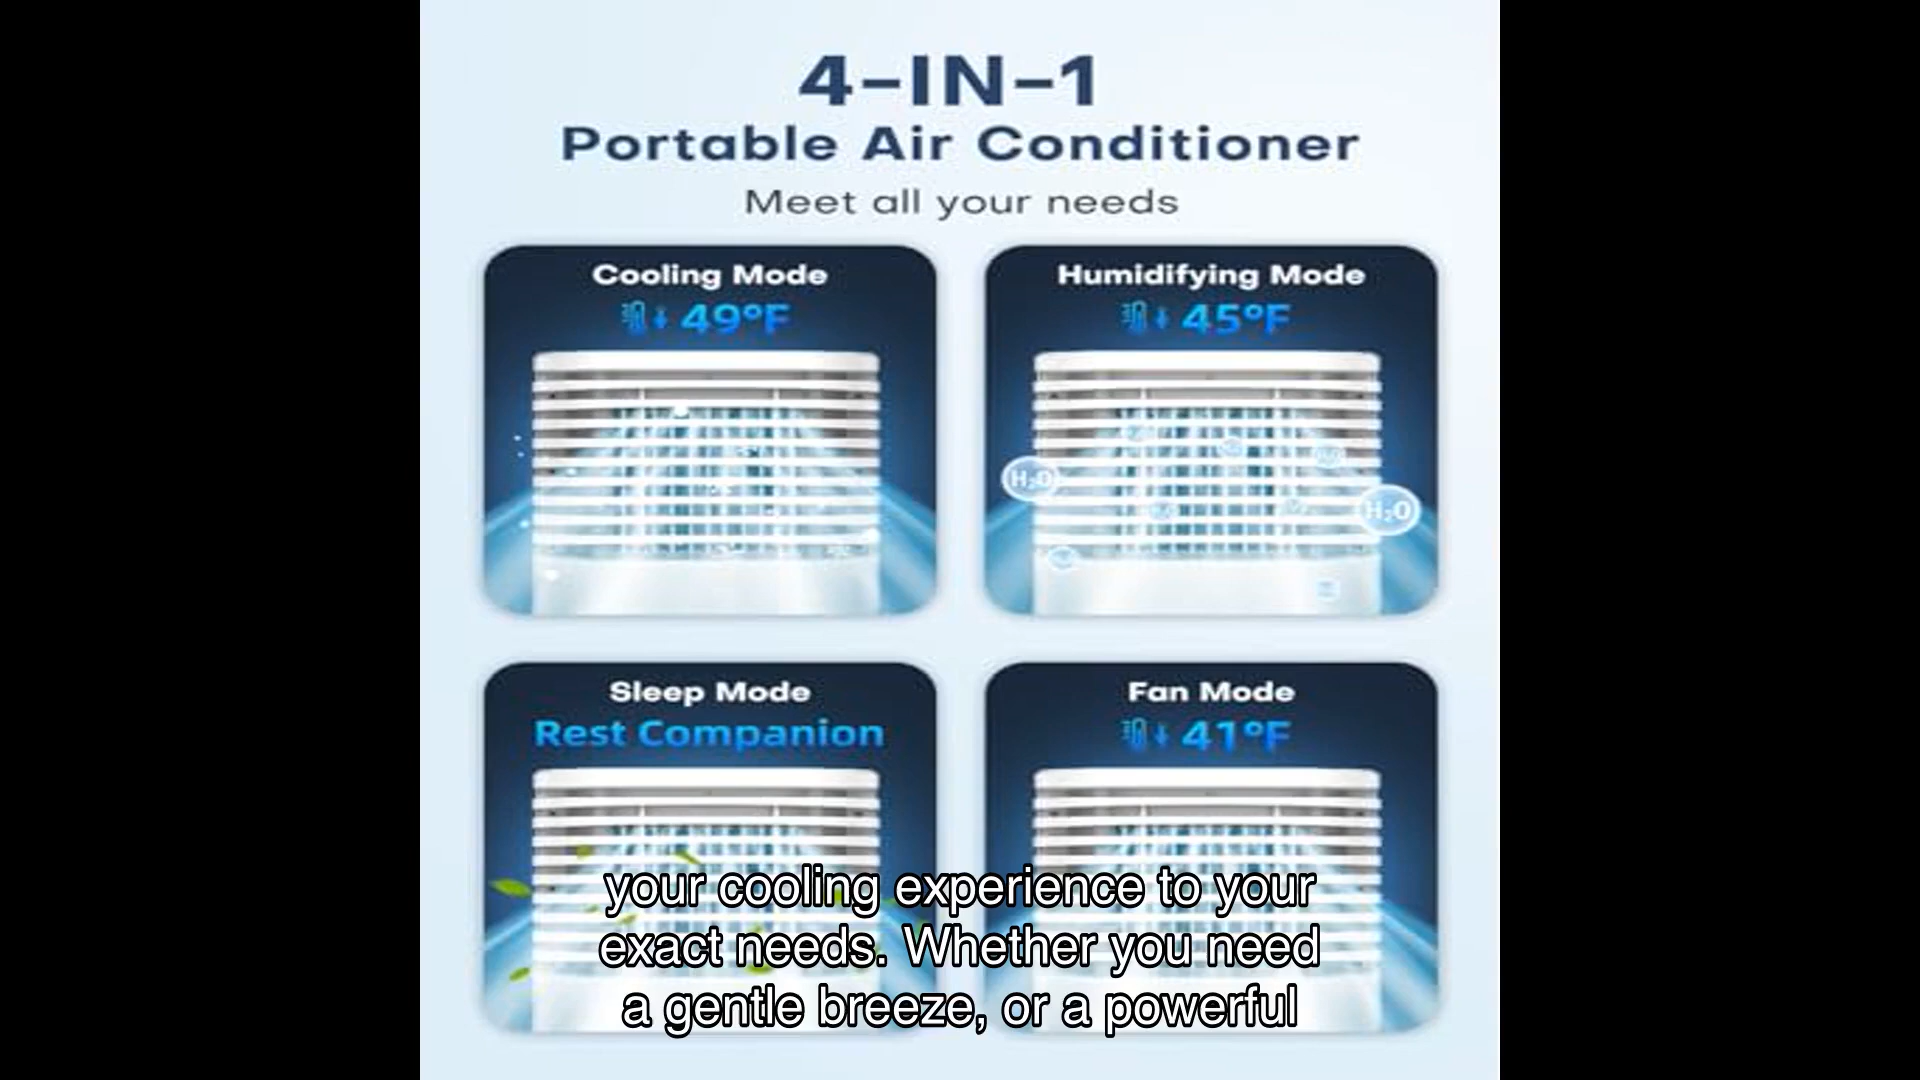 4-IN-1
Portable Air Conditioner
Meet all your needs
Cooling Mode
49°F
Humidifying Mode
45°F
H₂O
H₂O
Sleep Mode
Rest Companion
Fan Mode
41°F
your cooling experience to your
exact needs. Whether you need
a gentle breeze, or a powerful